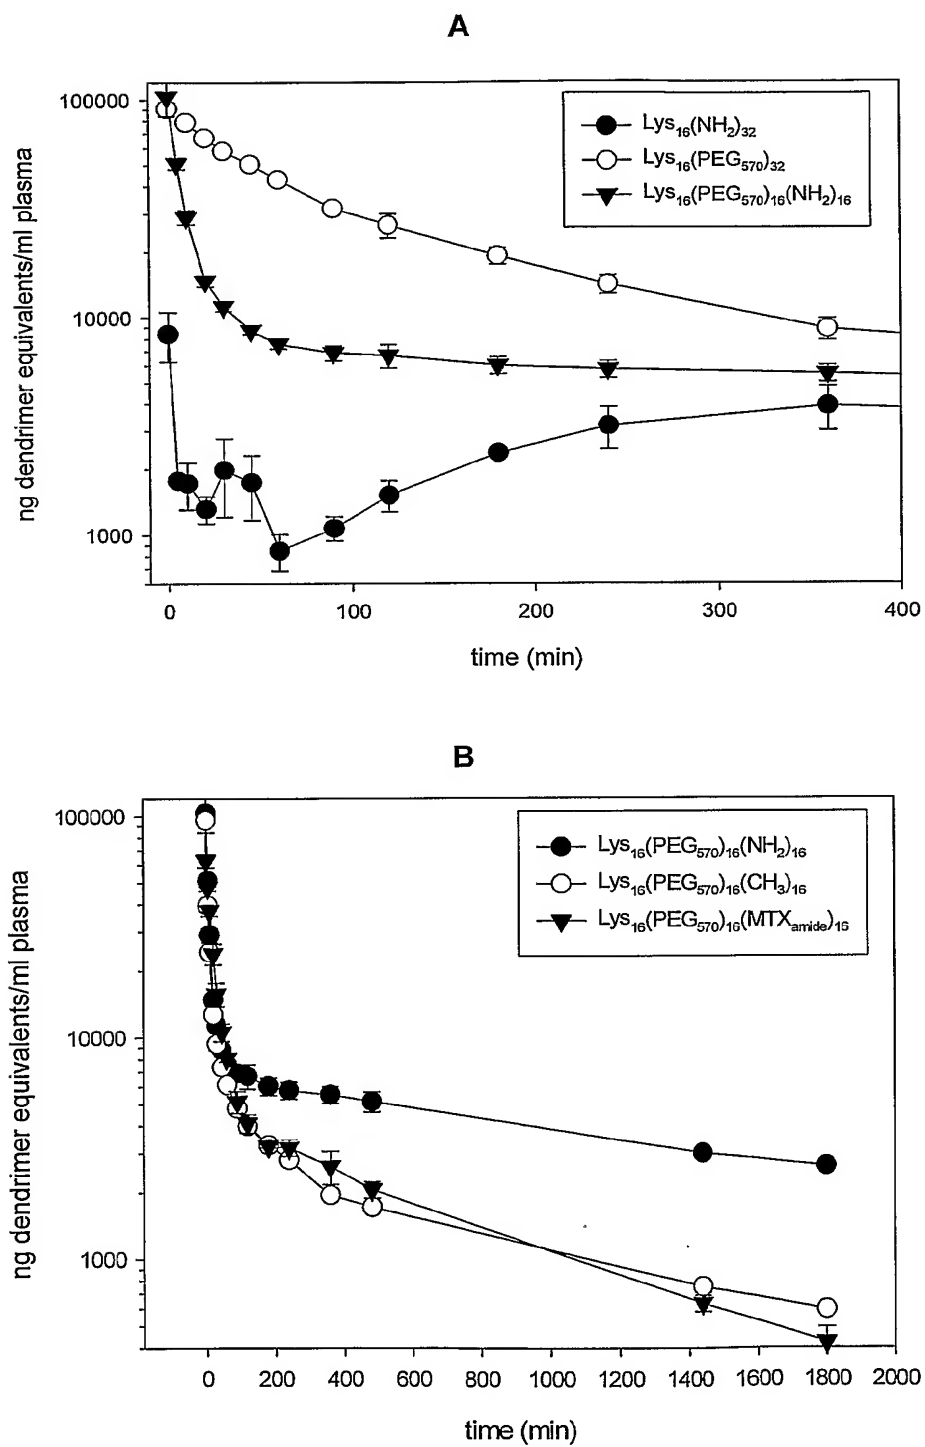 A
100000
10000
1000
ng dendrimer equivalents/ml plasma
Lys₁₆(NH₂)₃₂
Lys₁₆(PEG₅₇₀)₃₂
Lys₁₆(PEG₅₇₀)₁₆(NH₂)₁₆
0 100 200 300 400
time (min)
B
100000
10000
1000
ng dendrimer equivalents/ml plasma
Lys₁₆(PEG₅₇₀)₁₆(NH₂)₁₆
Lys₁₆(PEG₅₇₀)₁₆(CH₃)₁₆
Lys₁₆(PEG₅₇₀)₁₆(MTXₐₘᵢdₑ)₁₆
0 200 400 600 800 1000 1200 1400 1600 1800 2000
time (min)